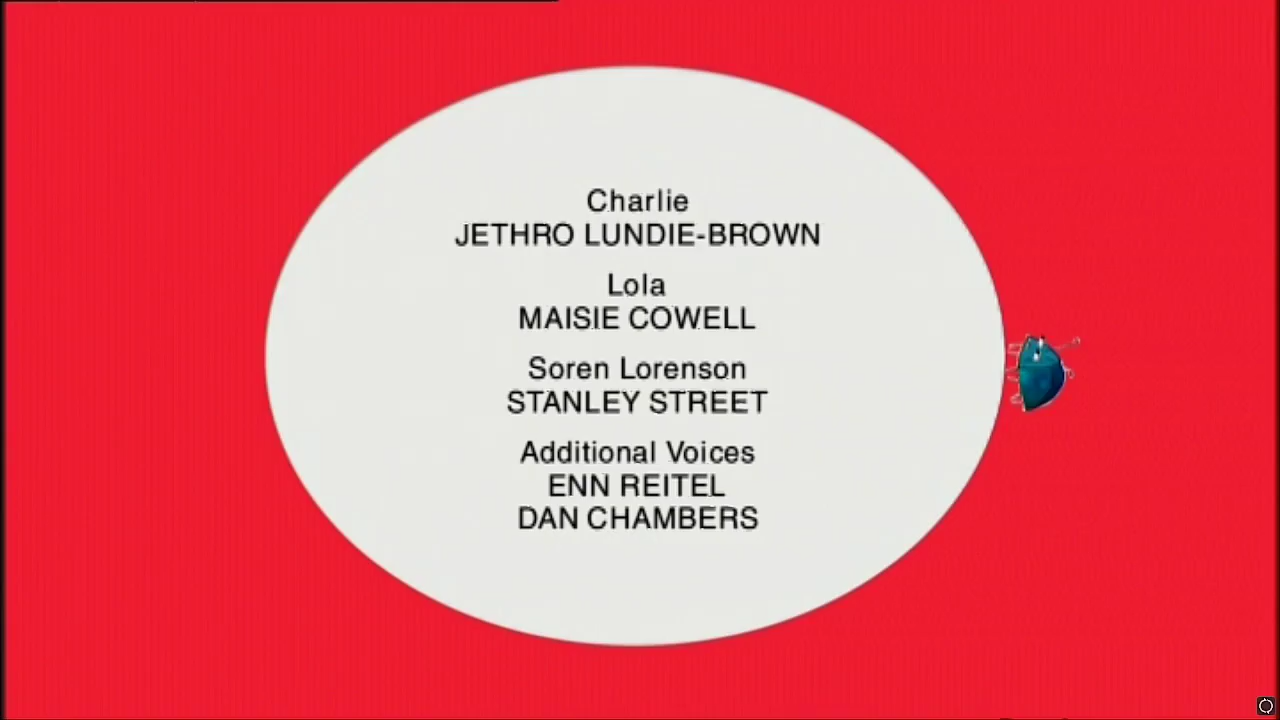 Charlie
JETHRO LUNDIE-BROWN
Lola
MAISIE COWELL
Soren Lorenson
STANLEY STREET
Additional Voices
ENN REITEL
DAN CHAMBERS